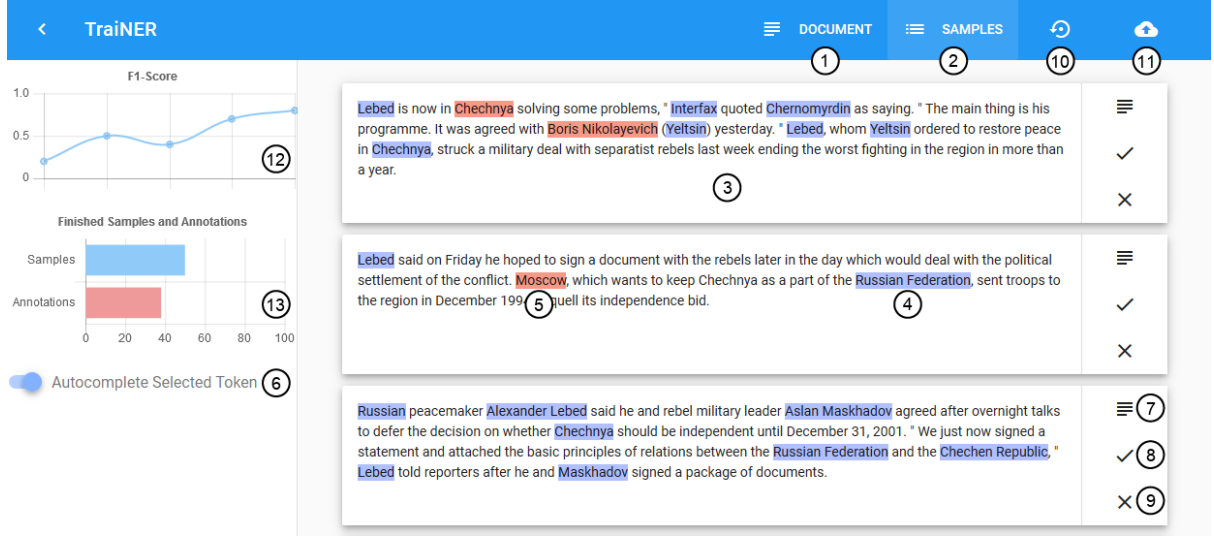 TraiNER
DOCUMENT
SAMPLES
1
2
10
11
F1-Score
1.0
0.5
0
12
Finished Samples and Annotations
Samples
Annotations
0 20 40 60 80 100
13
Autocomplete Selected Token 6
Lebed is now in Chechnya solving some problems, " Interfax quoted Chernomyrdin as saying. " The main thing is his
programme. It was agreed with Boris Nikolayevich (Yeltsin) yesterday. " Lebed, whom Yeltsin ordered to restore peace
in Chechnya, struck a military deal with separatist rebels last week ending the worst fighting in the region in more than
a year.
3
Lebed said on Friday he hoped to sign a document with the rebels later in the day which would deal with the political
settlement of the conflict. Moscow, which wants to keep Chechnya as a part of the Russian Federation, sent troops to
the region in December 199 quell its independence bid.
5
4
Russian peacemaker Alexander Lebed said he and rebel military leader Aslan Maskhadov agreed after overnight talks
to defer the decision on whether Chechnya should be independent until December 31, 2001. " We just now signed a
statement and attached the basic principles of relations between the Russian Federation and the Chechen Republic, "
Lebed told reporters after he and Maskhadov signed a package of documents.
7
8
9